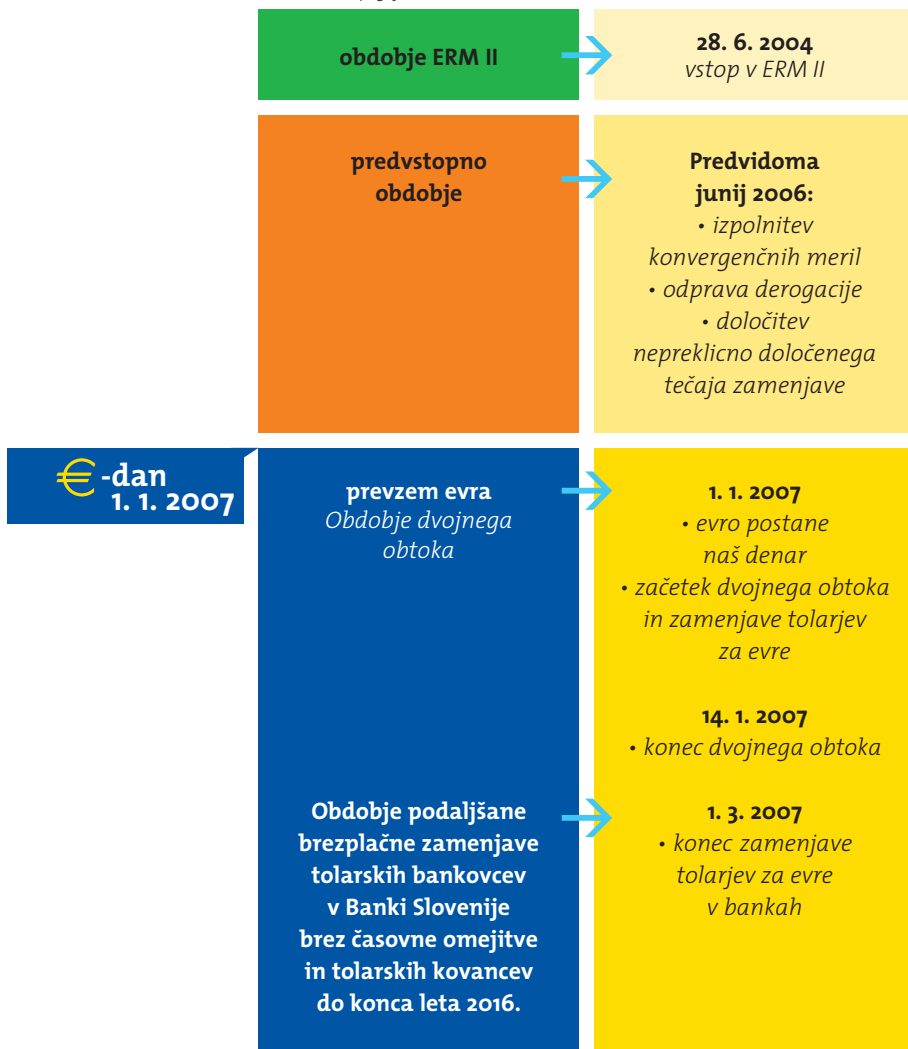 obdobje ERM II
28. 6. 2004
vstop v ERM II
predvstopno
obdobje
Predvidoma
junij 2006:
• izpolnitev
konvergenčnih meril
• odprava derogacije
• določitev
nepreklicno določenega
tečaja zamenjave
€-dan
1. 1. 2007
prevzem evra
Obdobje dvojnega
obtoka
1. 1. 2007
• evro postane
naš denar
• začetek dvojnega obtoka
in zamenjave tolarjev
za evre
14. 1. 2007
• konec dvojnega obtoka
Obdobje podaljšane
brezplačne zamenjave
tolarskih bankovcev
v Banki Slovenije
brez časovne omejitve
in tolarskih kovancev
do konca leta 2016.
1. 3. 2007
• konec zamenjave
tolarjev za evre
v bankah